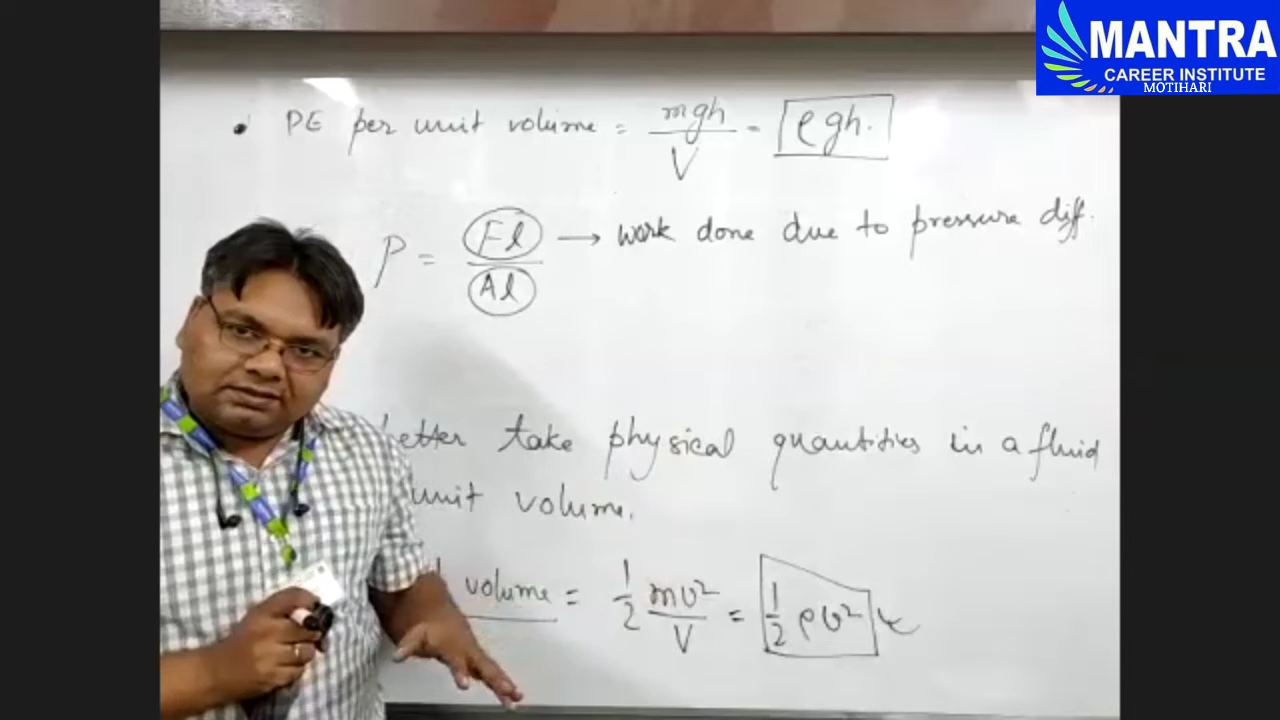 MANTRA
CAREER INSTITUTE
MOTIHARI
• PE per unit volume = mgh/V = ρgh.
P = Fl/Al → work done due to pressure diff.
better take physical quantities in a fluid
unit volume.
volume = 1/2 mv²/V = 1/2 ρv²